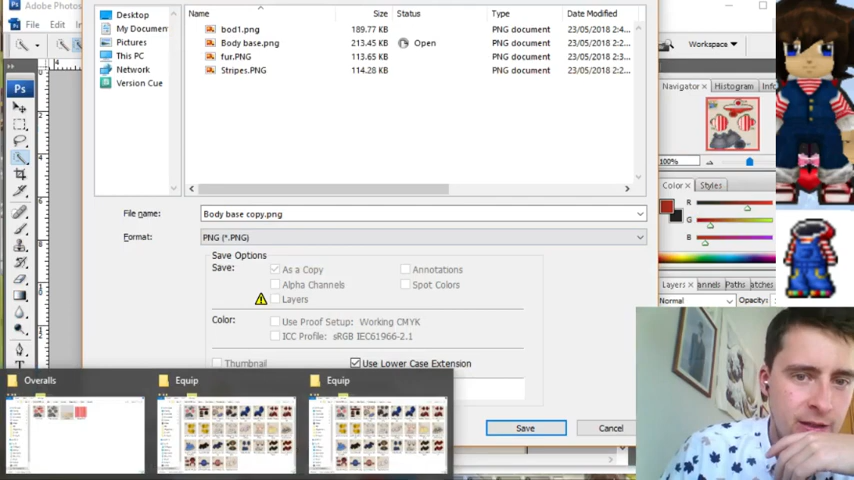 Adobe Photos
File Edit
Workspace
Desktop
My Documen
Pictures
This PC
Network
Version Cue
Name Size Status Type Date Modified
bod1.png 189.77 KB PNG document 23/05/2018 2:4...
Body base.png 213.45 KB Open PNG document 23/05/2018 2:2...
fur.PNG 113.65 KB PNG document 23/05/2018 2:3...
Stripes.PNG 114.28 KB PNG document 23/05/2018 2:2...
File name: Body base copy.png
Format: PNG (*.PNG)
Save Options
Save: As a Copy Annotations
Alpha Channels Spot Colors
Layers
Color: Use Proof Setup: Working CMYK
ICC Profile: sRGB IEC61966-2.1
Thumbnail Use Lower Case Extension
Save Cancel
Navigator Histogram Info
100%
Color Styles
R
G
B
Layers annels Paths atches
Normal
Ps
Overalls Equip Equip